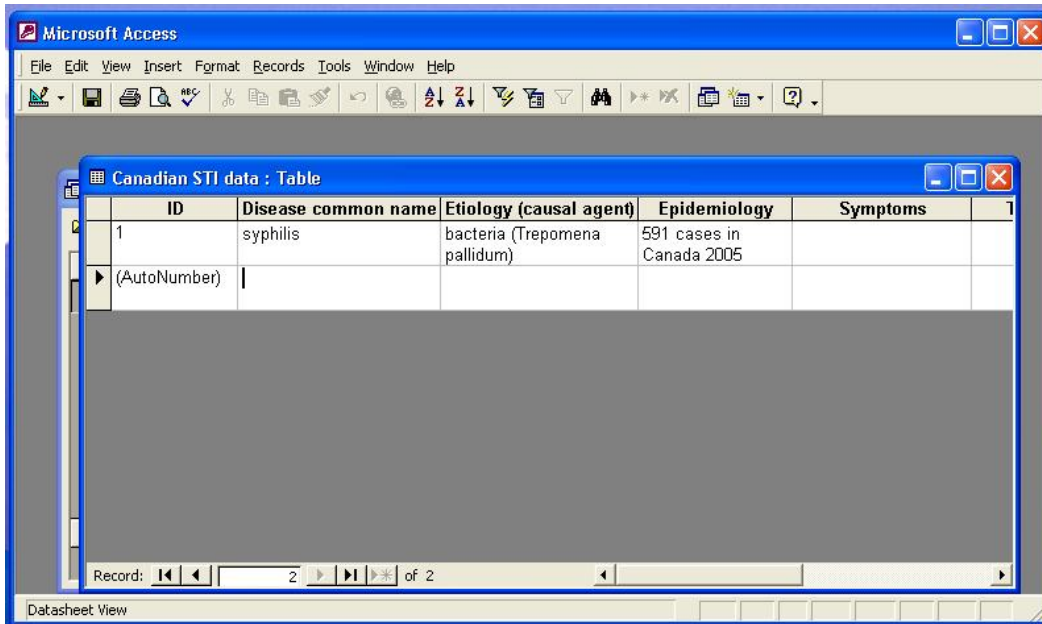 Microsoft Access
File Edit View Insert Format Records Tools Window Help
Canadian STI data : Table
ID Disease common name Etiology (causal agent) Epidemiology Symptoms T
1 syphilis bacteria (Trepomena 591 cases in
pallidum) Canada 2005
(AutoNumber)
Record: 2 of 2
Datasheet View